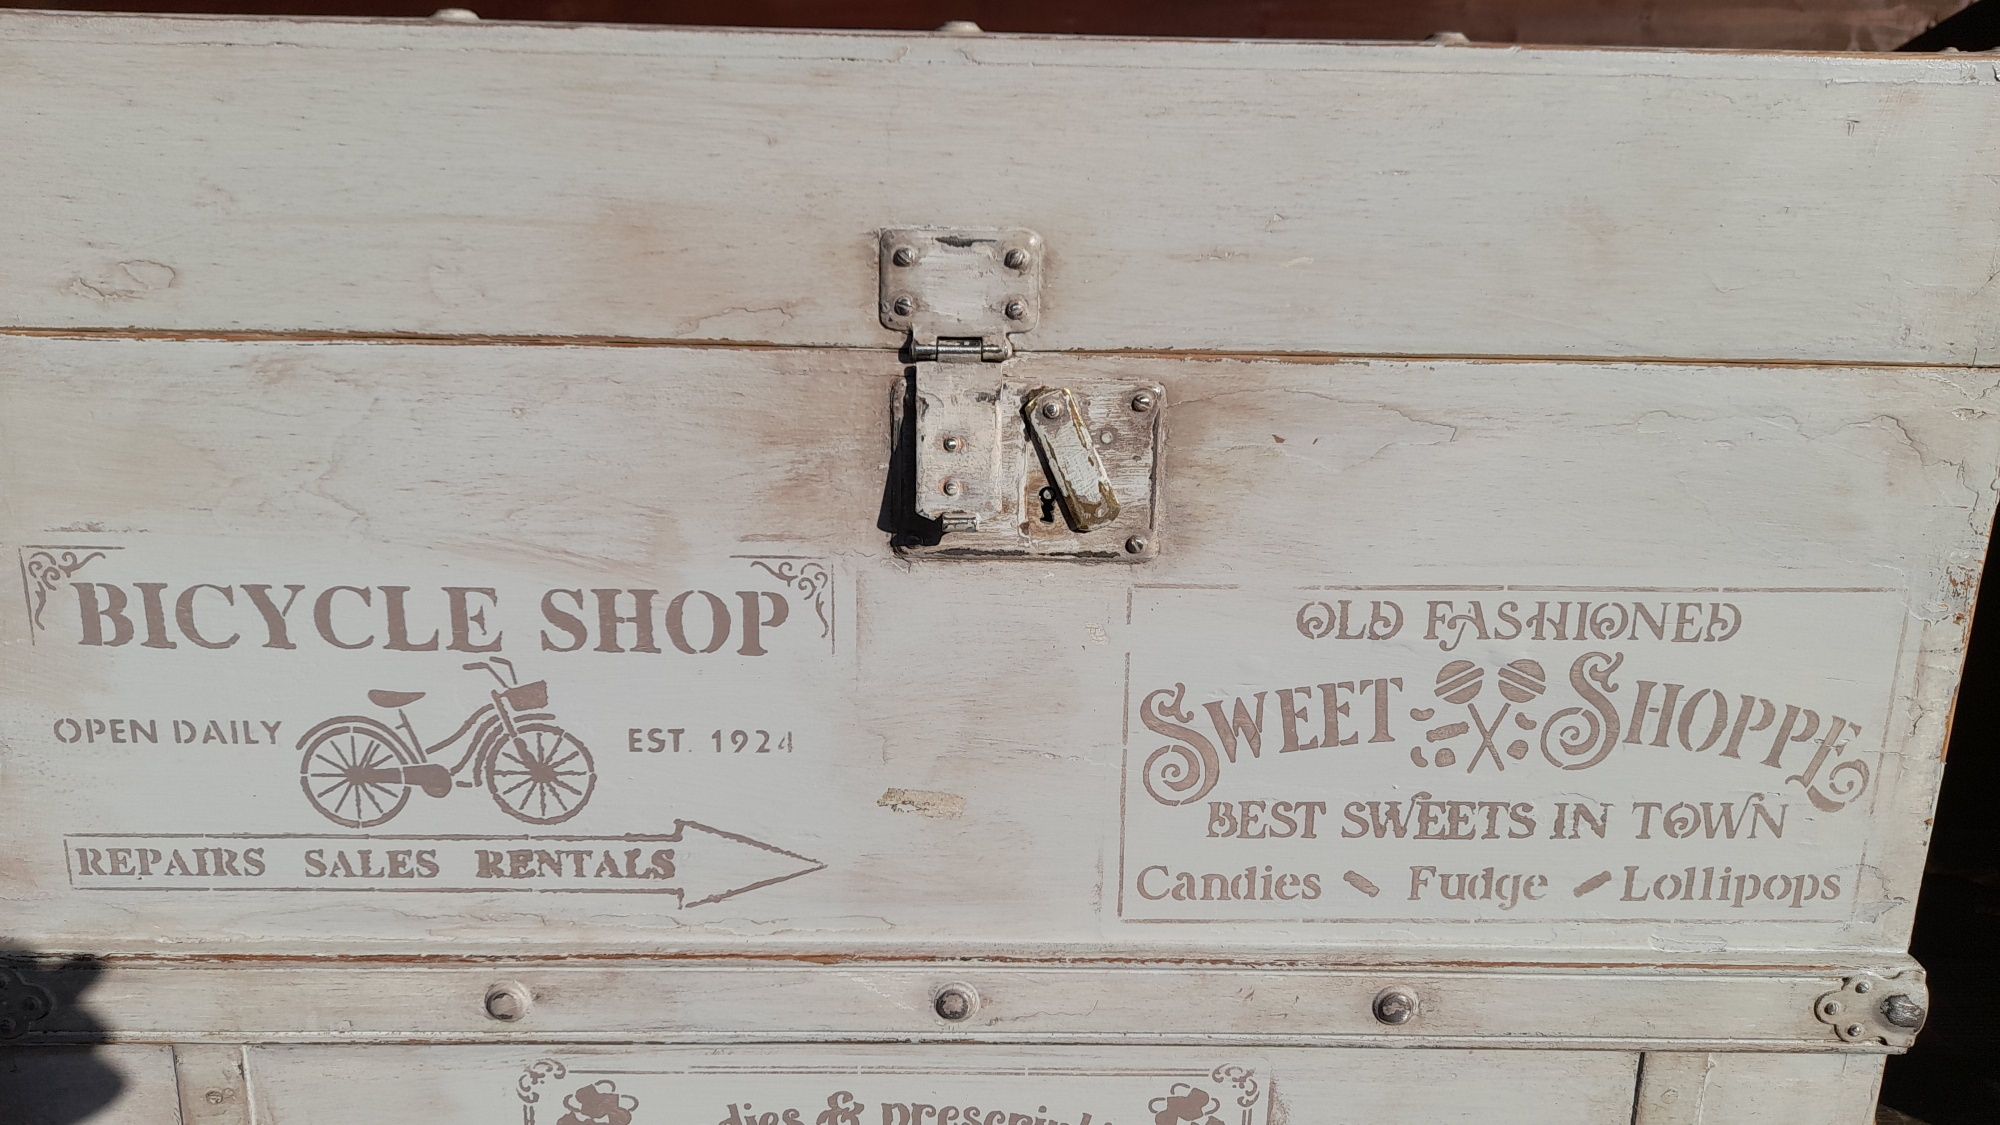 BICYCLE SHOP
OPEN DAILY
EST. 1924
REPAIRS SALES RENTALS
OLD FASHIONED
SWEET SHOPPE
BEST SWEETS IN TOWN
Candies Fudge Lollipops
&